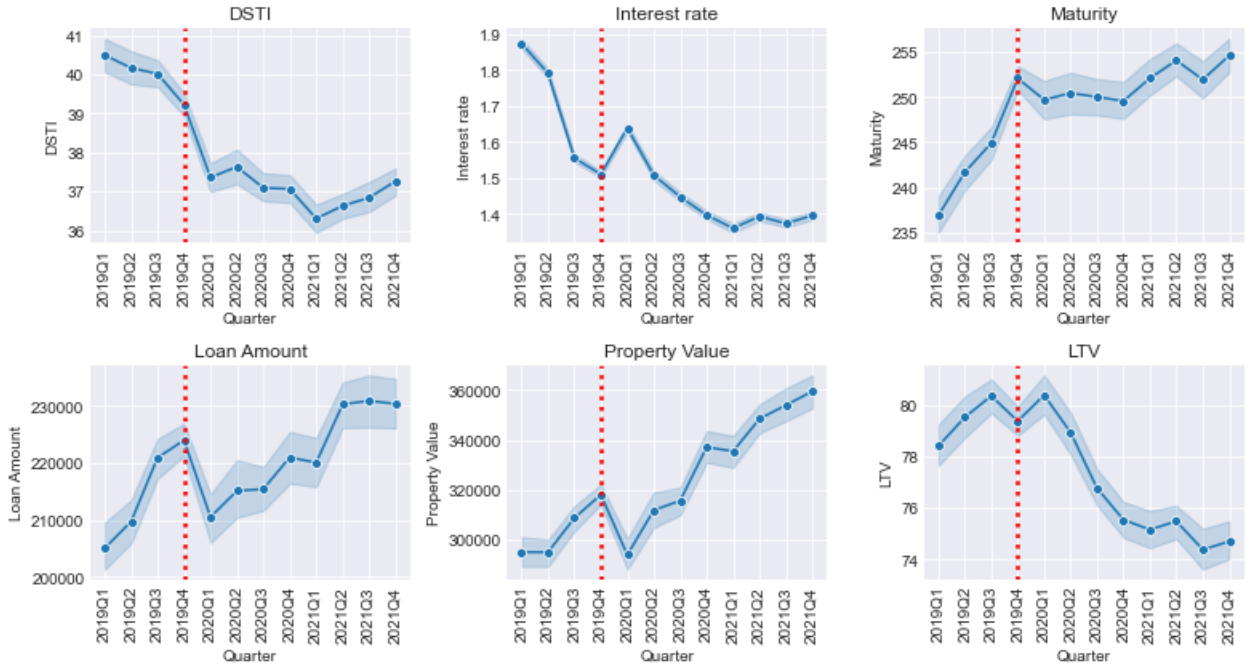 DSTI
41
40
39
38
37
36
DSTI
2019Q1
2019Q2
2019Q3
2019Q4
2020Q1
2020Q2
2020Q3
2020Q4
2021Q1
2021Q2
2021Q3
2021Q4
Quarter
Interest rate
1.9
1.8
1.7
1.6
1.5
1.4
Interest rate
2019Q1
2019Q2
2019Q3
2019Q4
2020Q1
2020Q2
2020Q3
2020Q4
2021Q1
2021Q2
2021Q3
2021Q4
Quarter
Maturity
255
250
245
240
235
Maturity
2019Q1
2019Q2
2019Q3
2019Q4
2020Q1
2020Q2
2020Q3
2020Q4
2021Q1
2021Q2
2021Q3
2021Q4
Quarter
Loan Amount
230000
220000
210000
200000
Loan Amount
2019Q1
2019Q2
2019Q3
2019Q4
2020Q1
2020Q2
2020Q3
2020Q4
2021Q1
2021Q2
2021Q3
2021Q4
Quarter
Property Value
360000
340000
320000
300000
Property Value
2019Q1
2019Q2
2019Q3
2019Q4
2020Q1
2020Q2
2020Q3
2020Q4
2021Q1
2021Q2
2021Q3
2021Q4
Quarter
LTV
80
78
76
74
LTV
2019Q1
2019Q2
2019Q3
2019Q4
2020Q1
2020Q2
2020Q3
2020Q4
2021Q1
2021Q2
2021Q3
2021Q4
Quarter